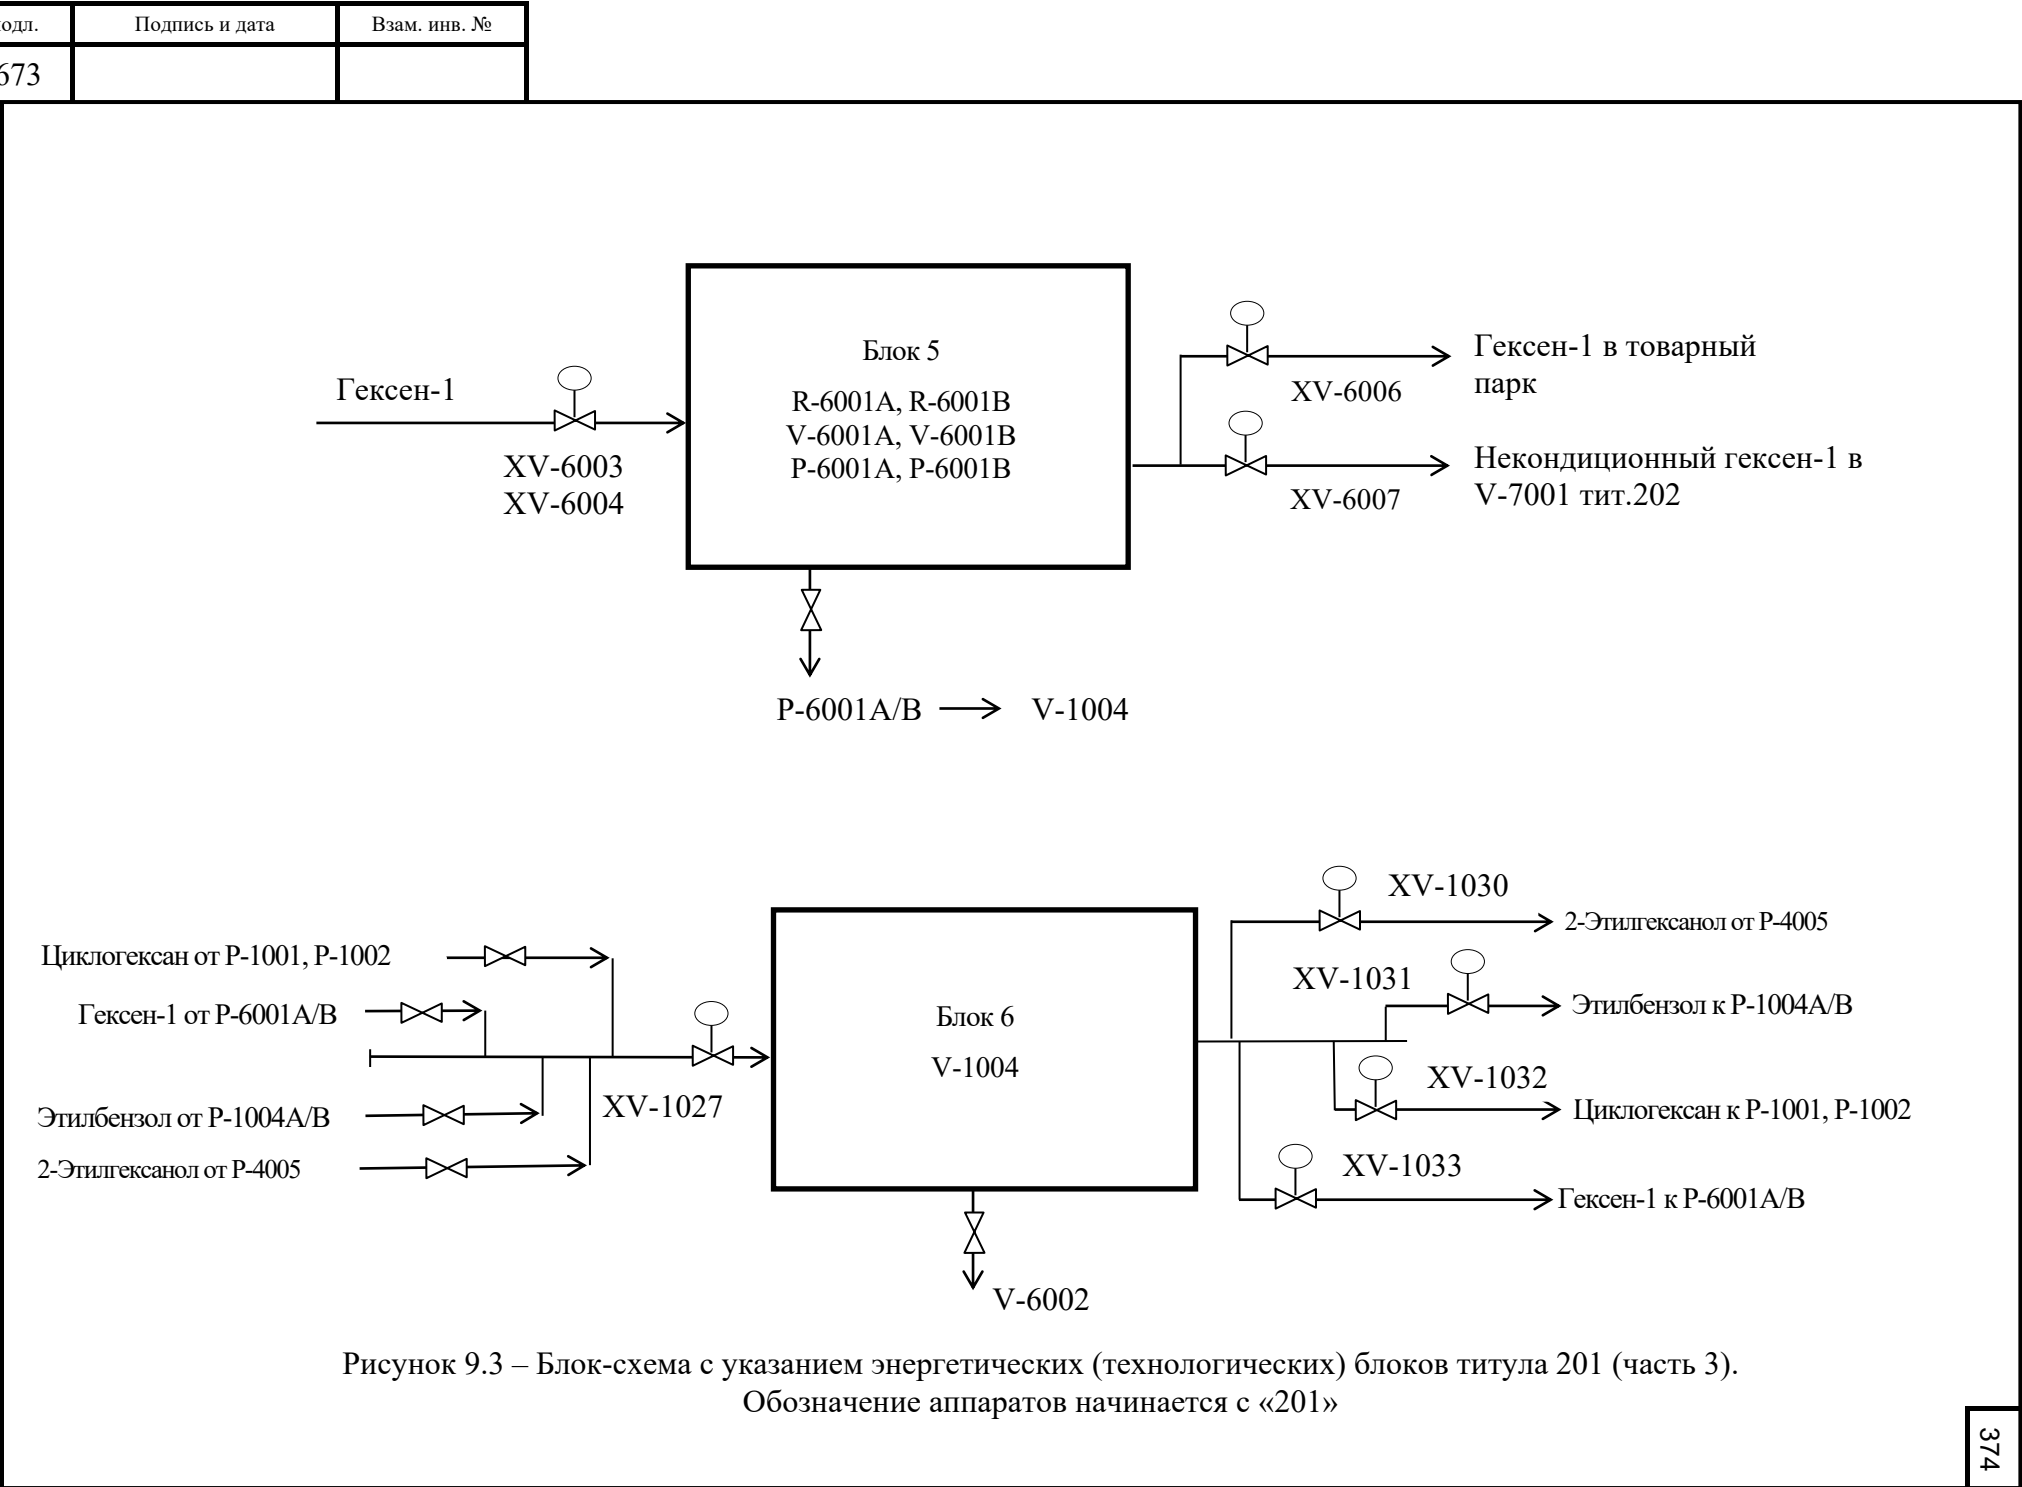 одл.
Подпись и дата
Взам. инв. №
673
Блок 5
R-6001A, R-6001B
V-6001A, V-6001B
P-6001A, P-6001B
Гексен-1
XV-6003
XV-6004
XV-6006
Гексен-1 в товарный
парк
XV-6007
Некондиционный гексен-1 в
V-7001 тит.202
P-6001A/B
V-1004
Циклогексан от P-1001, P-1002
Гексен-1 от P-6001A/B
Этилбензол от P-1004A/B
2-Этилгексанол от P-4005
XV-1027
Блок 6
V-1004
XV-1030
2-Этилгексанол от P-4005
XV-1031
Этилбензол к P-1004A/B
XV-1032
Циклогексан к P-1001, P-1002
XV-1033
Гексен-1 к P-6001A/B
V-6002
Рисунок 9.3 – Блок-схема с указанием энергетических (технологических) блоков титула 201 (часть 3).
Обозначение аппаратов начинается с «201»
374